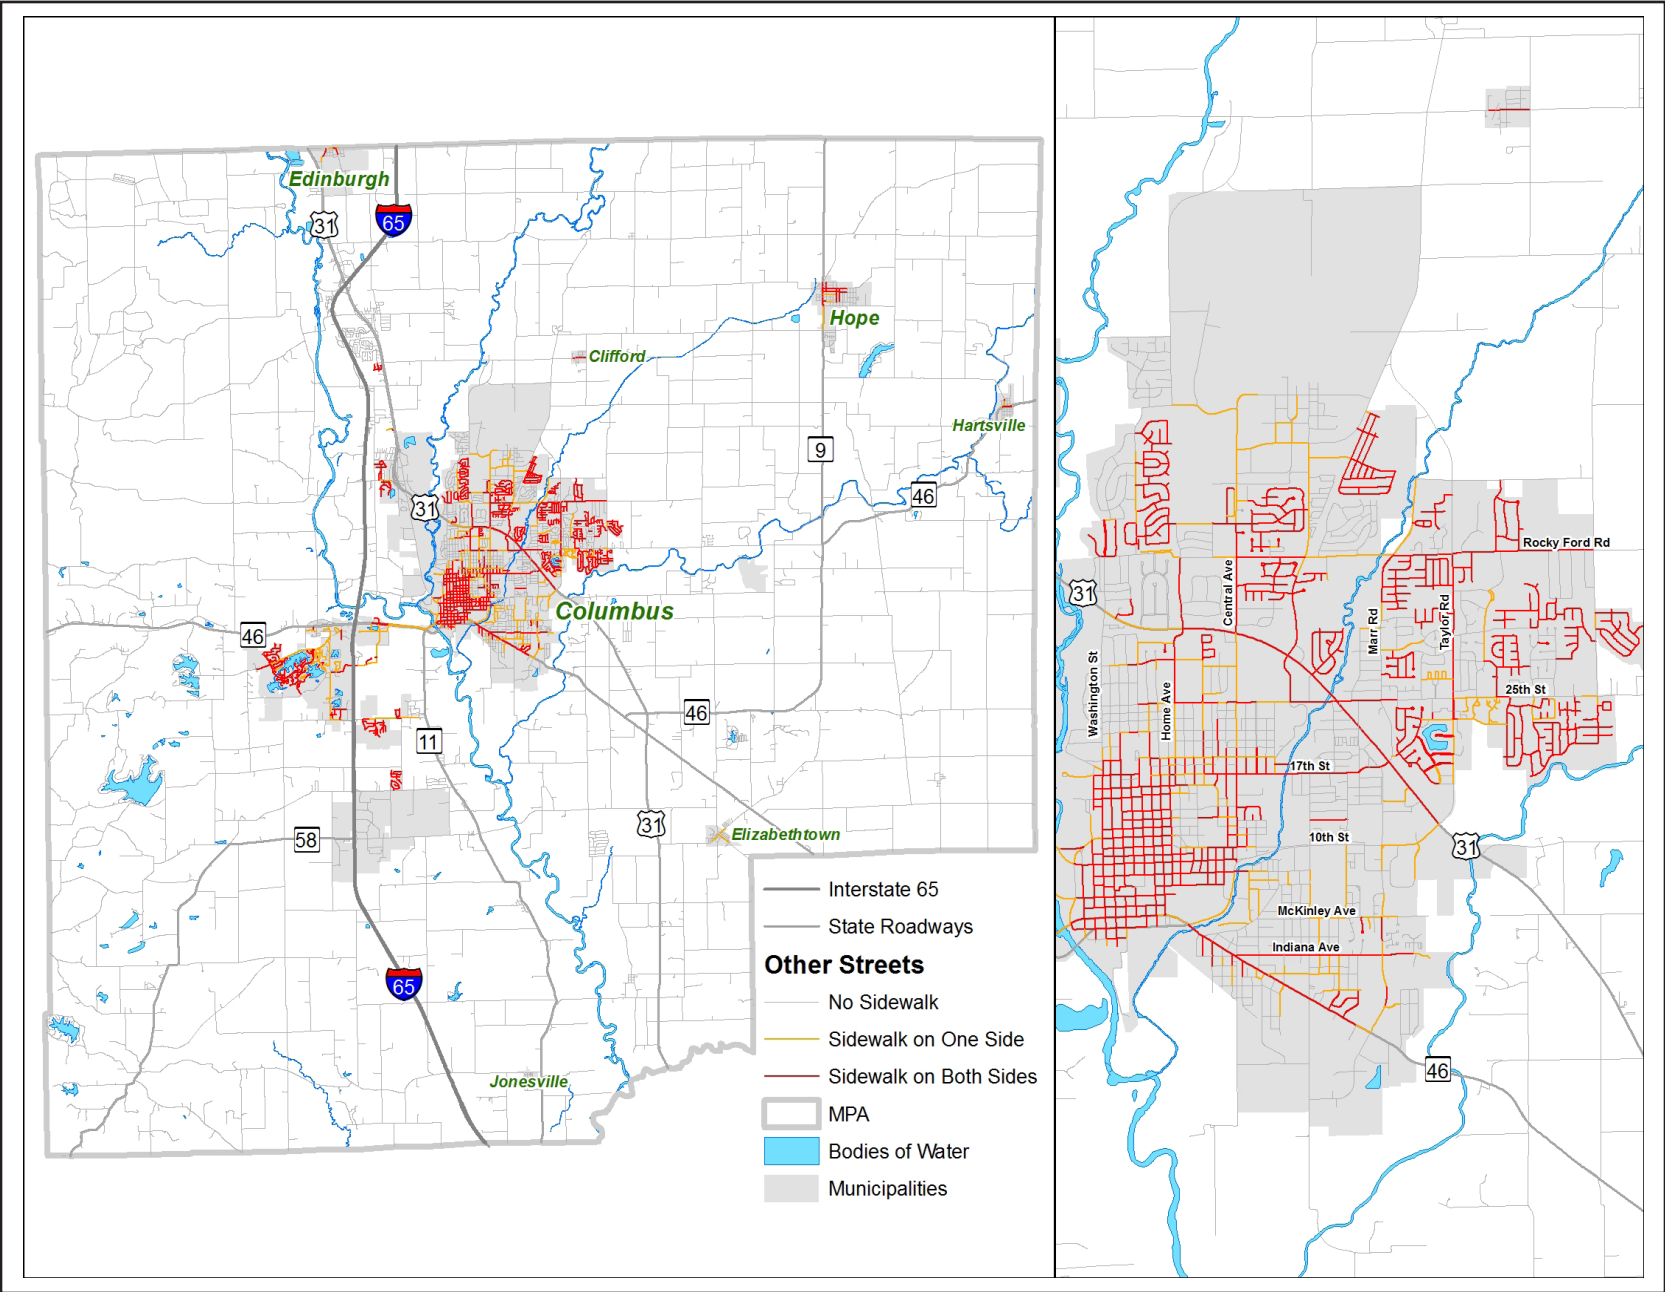 Edinburgh
31
65
Hope
Clifford
Hartsville
9
46
31
Columbus
46
46
11
31
Elizabethtown
58
65
Jonesville
Interstate 65
State Roadways
Other Streets
No Sidewalk
Sidewalk on One Side
Sidewalk on Both Sides
MPA
Bodies of Water
Municipalities
Rocky Ford Rd
31
Central Ave
Marr Rd
Taylor Rd
Washington St
Home Ave
25th St
17th St
10th St
31
McKinley Ave
Indiana Ave
46